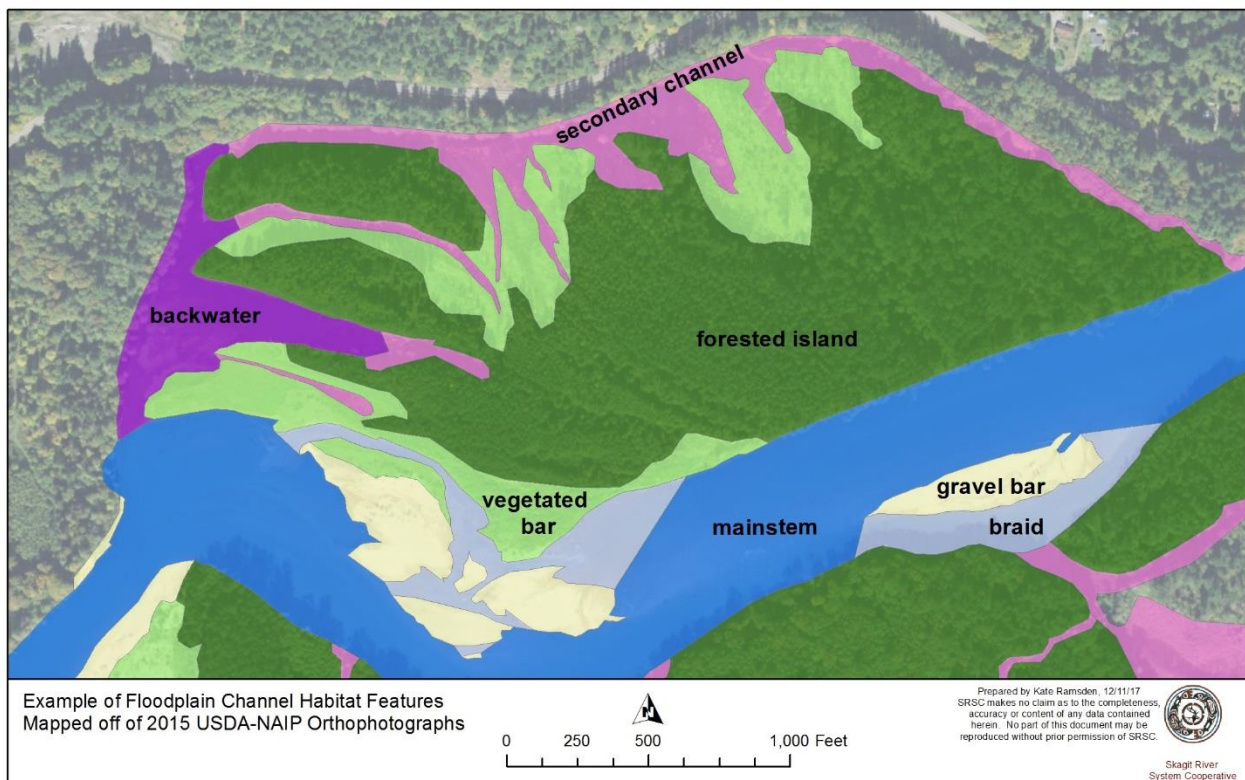 secondary channel
backwater
forested island
vegetated
bar
gravel bar
mainstem
braid
Example of Floodplain Channel Habitat Features
Mapped off of 2015 USDA-NAIP Orthophotographs
N
0 250 500 1,000 Feet
Prepared by Kate Ramsden, 12/11/17
SRSC makes no claim as to the completeness,
accuracy or content of any data contained
herein. No part of this document may be
reproduced without prior permission of SRSC.
Skagit River
System Cooperative